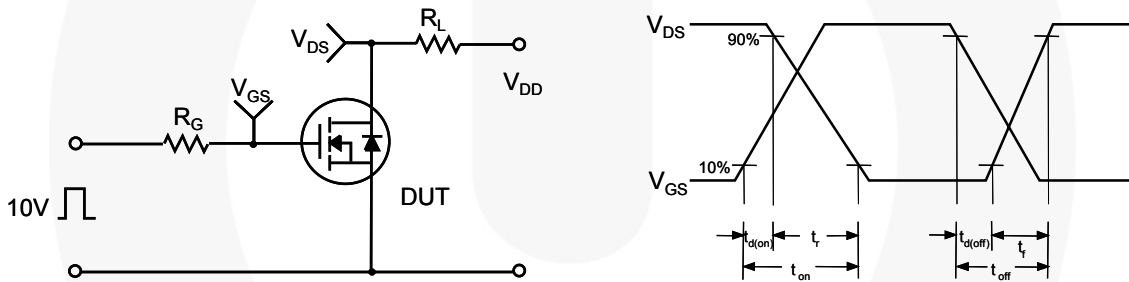 R_L
V_DS
V_DD
V_GS
R_G
10V
DUT
V_DS
90%
10%
V_GS
t_d(on)
t_r
t_on
t_d(off)
t_f
t_off